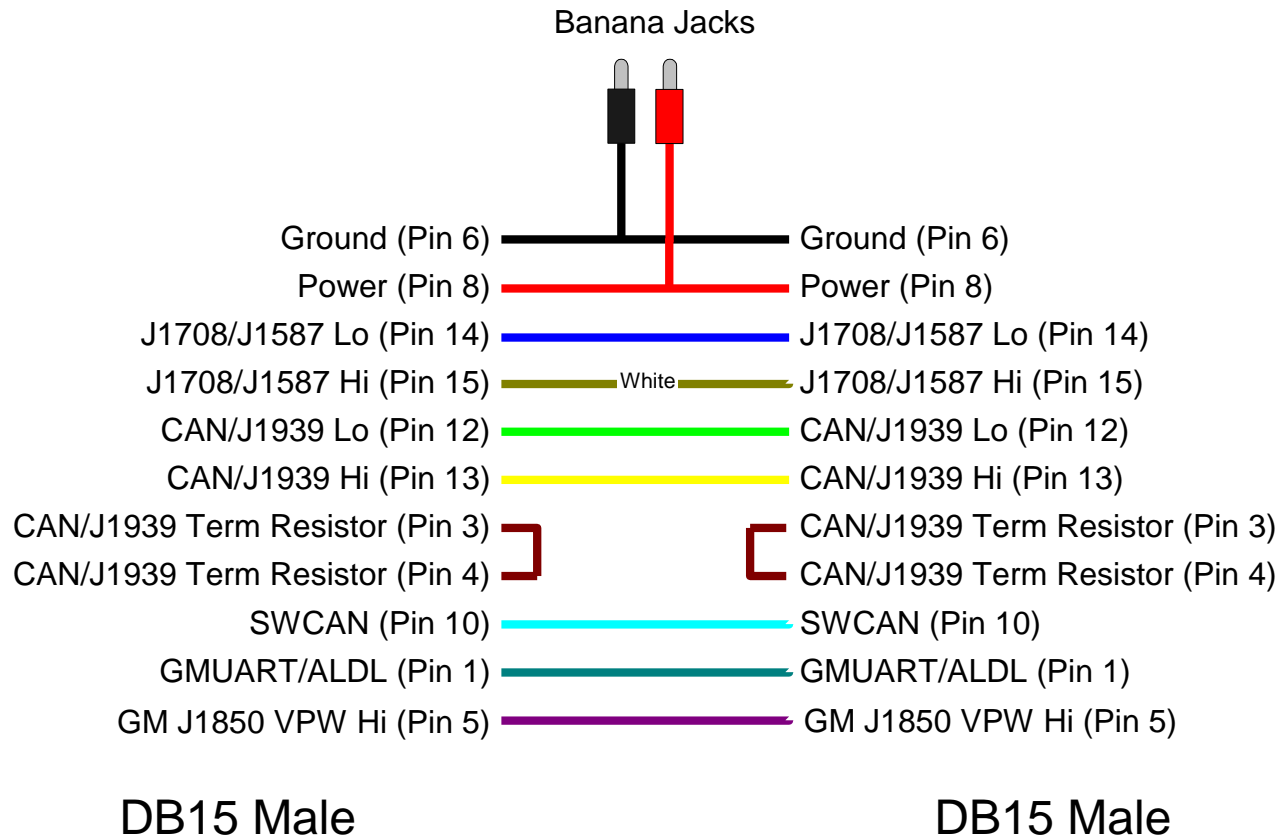 Banana Jacks
Ground (Pin 6) Ground (Pin 6)
Power (Pin 8) Power (Pin 8)
J1708/J1587 Lo (Pin 14) J1708/J1587 Lo (Pin 14)
J1708/J1587 Hi (Pin 15) White J1708/J1587 Hi (Pin 15)
CAN/J1939 Lo (Pin 12) CAN/J1939 Lo (Pin 12)
CAN/J1939 Hi (Pin 13) CAN/J1939 Hi (Pin 13)
CAN/J1939 Term Resistor (Pin 3) CAN/J1939 Term Resistor (Pin 3)
CAN/J1939 Term Resistor (Pin 4) CAN/J1939 Term Resistor (Pin 4)
SWCAN (Pin 10) SWCAN (Pin 10)
GMUART/ALDL (Pin 1) GMUART/ALDL (Pin 1)
GM J1850 VPW Hi (Pin 5) GM J1850 VPW Hi (Pin 5)
DB15 Male DB15 Male